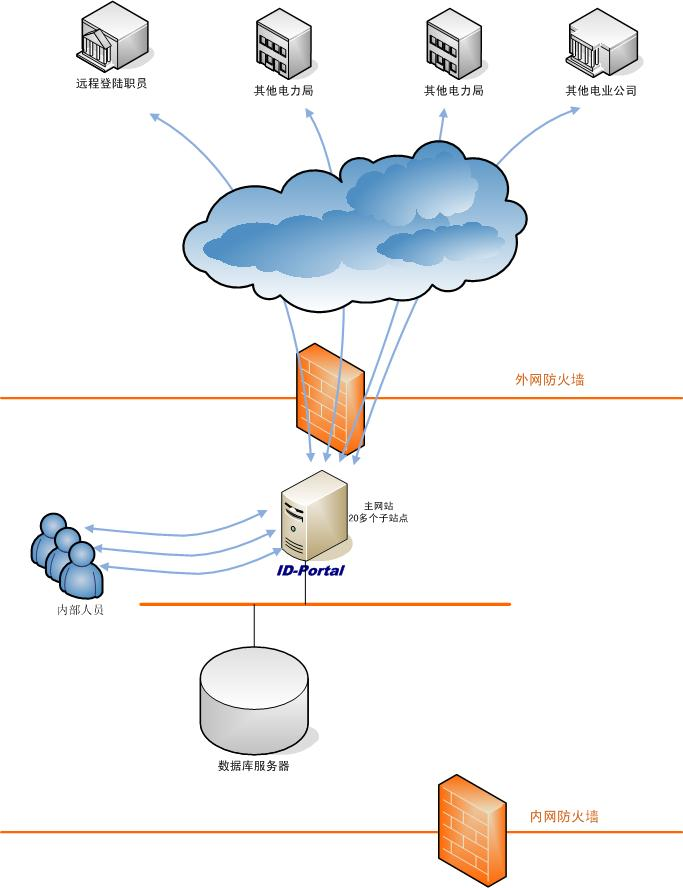 远程登陆职员
其他电力局
其他电力局
其他电业公司
外网防火墙
主网站
20多个子站点
ID-Portal
内部人员
数据库服务器
内网防火墙